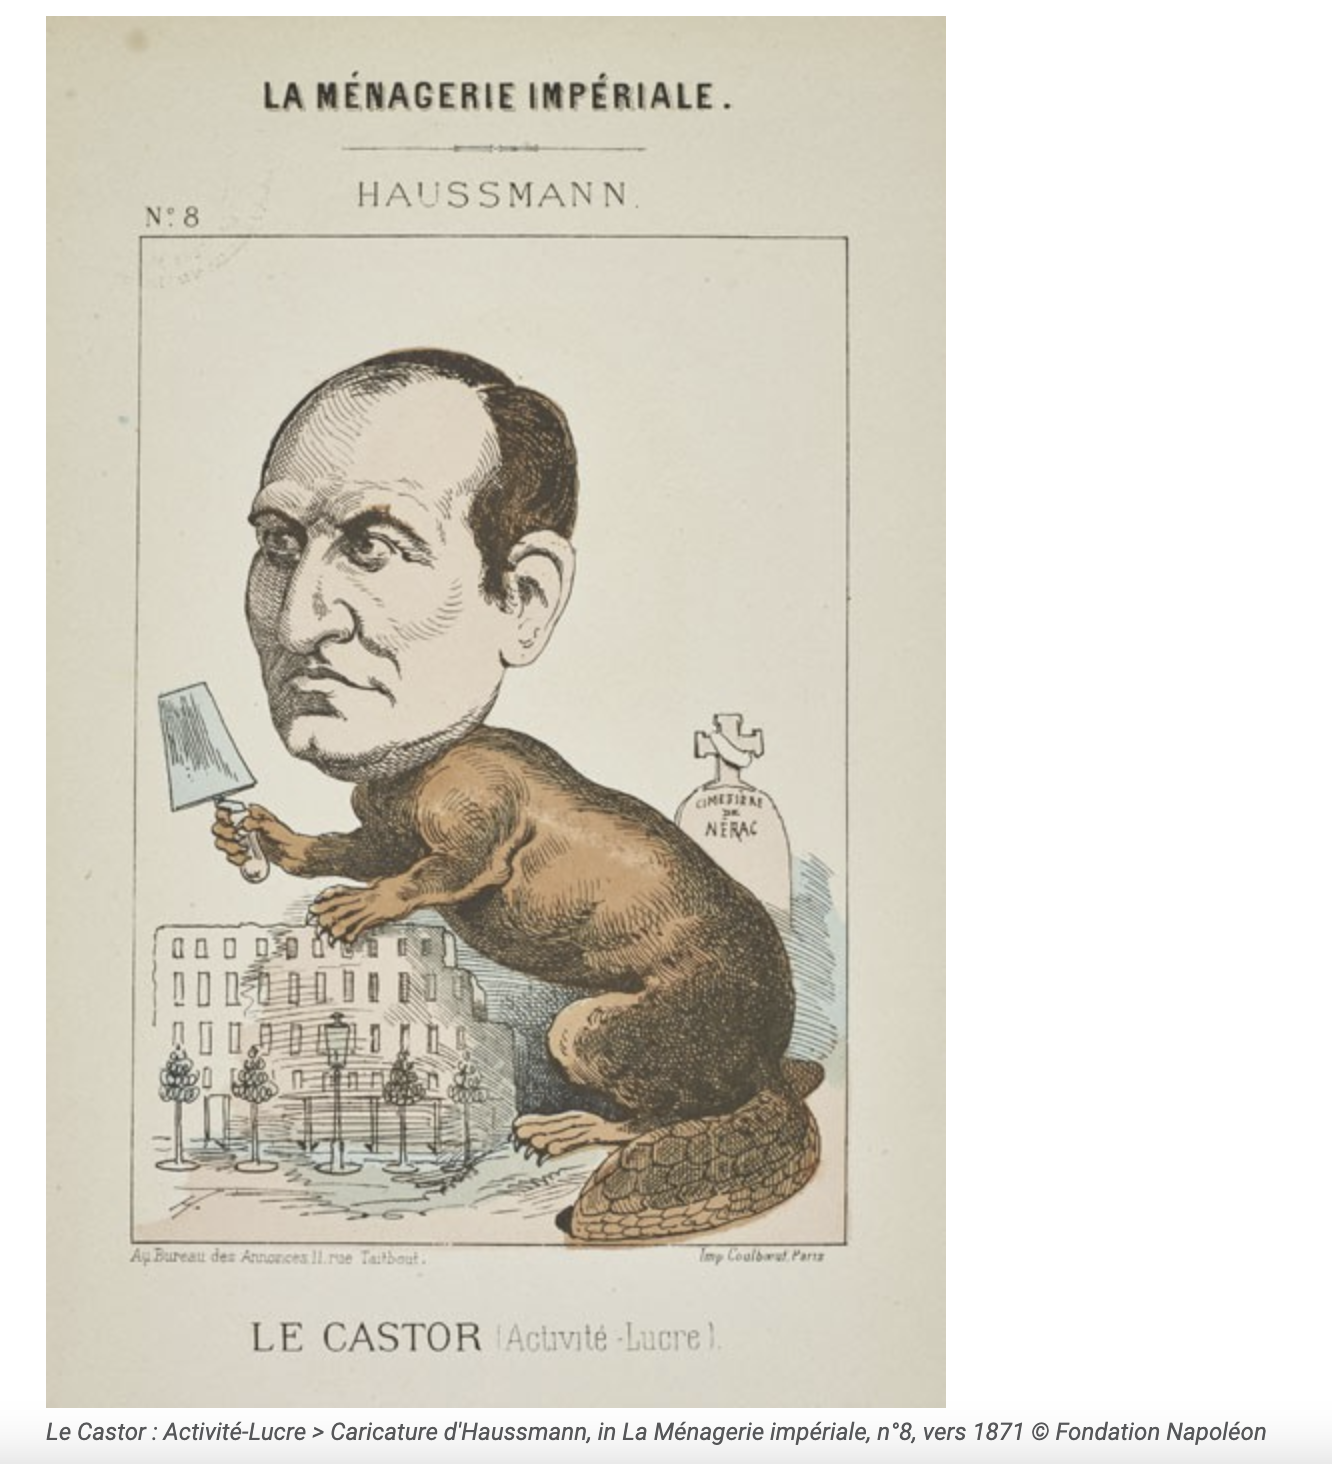 LA MÉNAGERIE IMPÉRIALE.
HAUSSMANN.
Nº 8
CIMETIÈRE
DE
NÉRAC
H.
Au Bureau des Annonces 11, rue Taitbout.
Imp. Coulbœuf, Paris
LE CASTOR (Activité-Lucre).
Le Castor : Activité-Lucre > Caricature d'Haussmann, in La Ménagerie impériale, n°8, vers 1871 © Fondation Napoléon